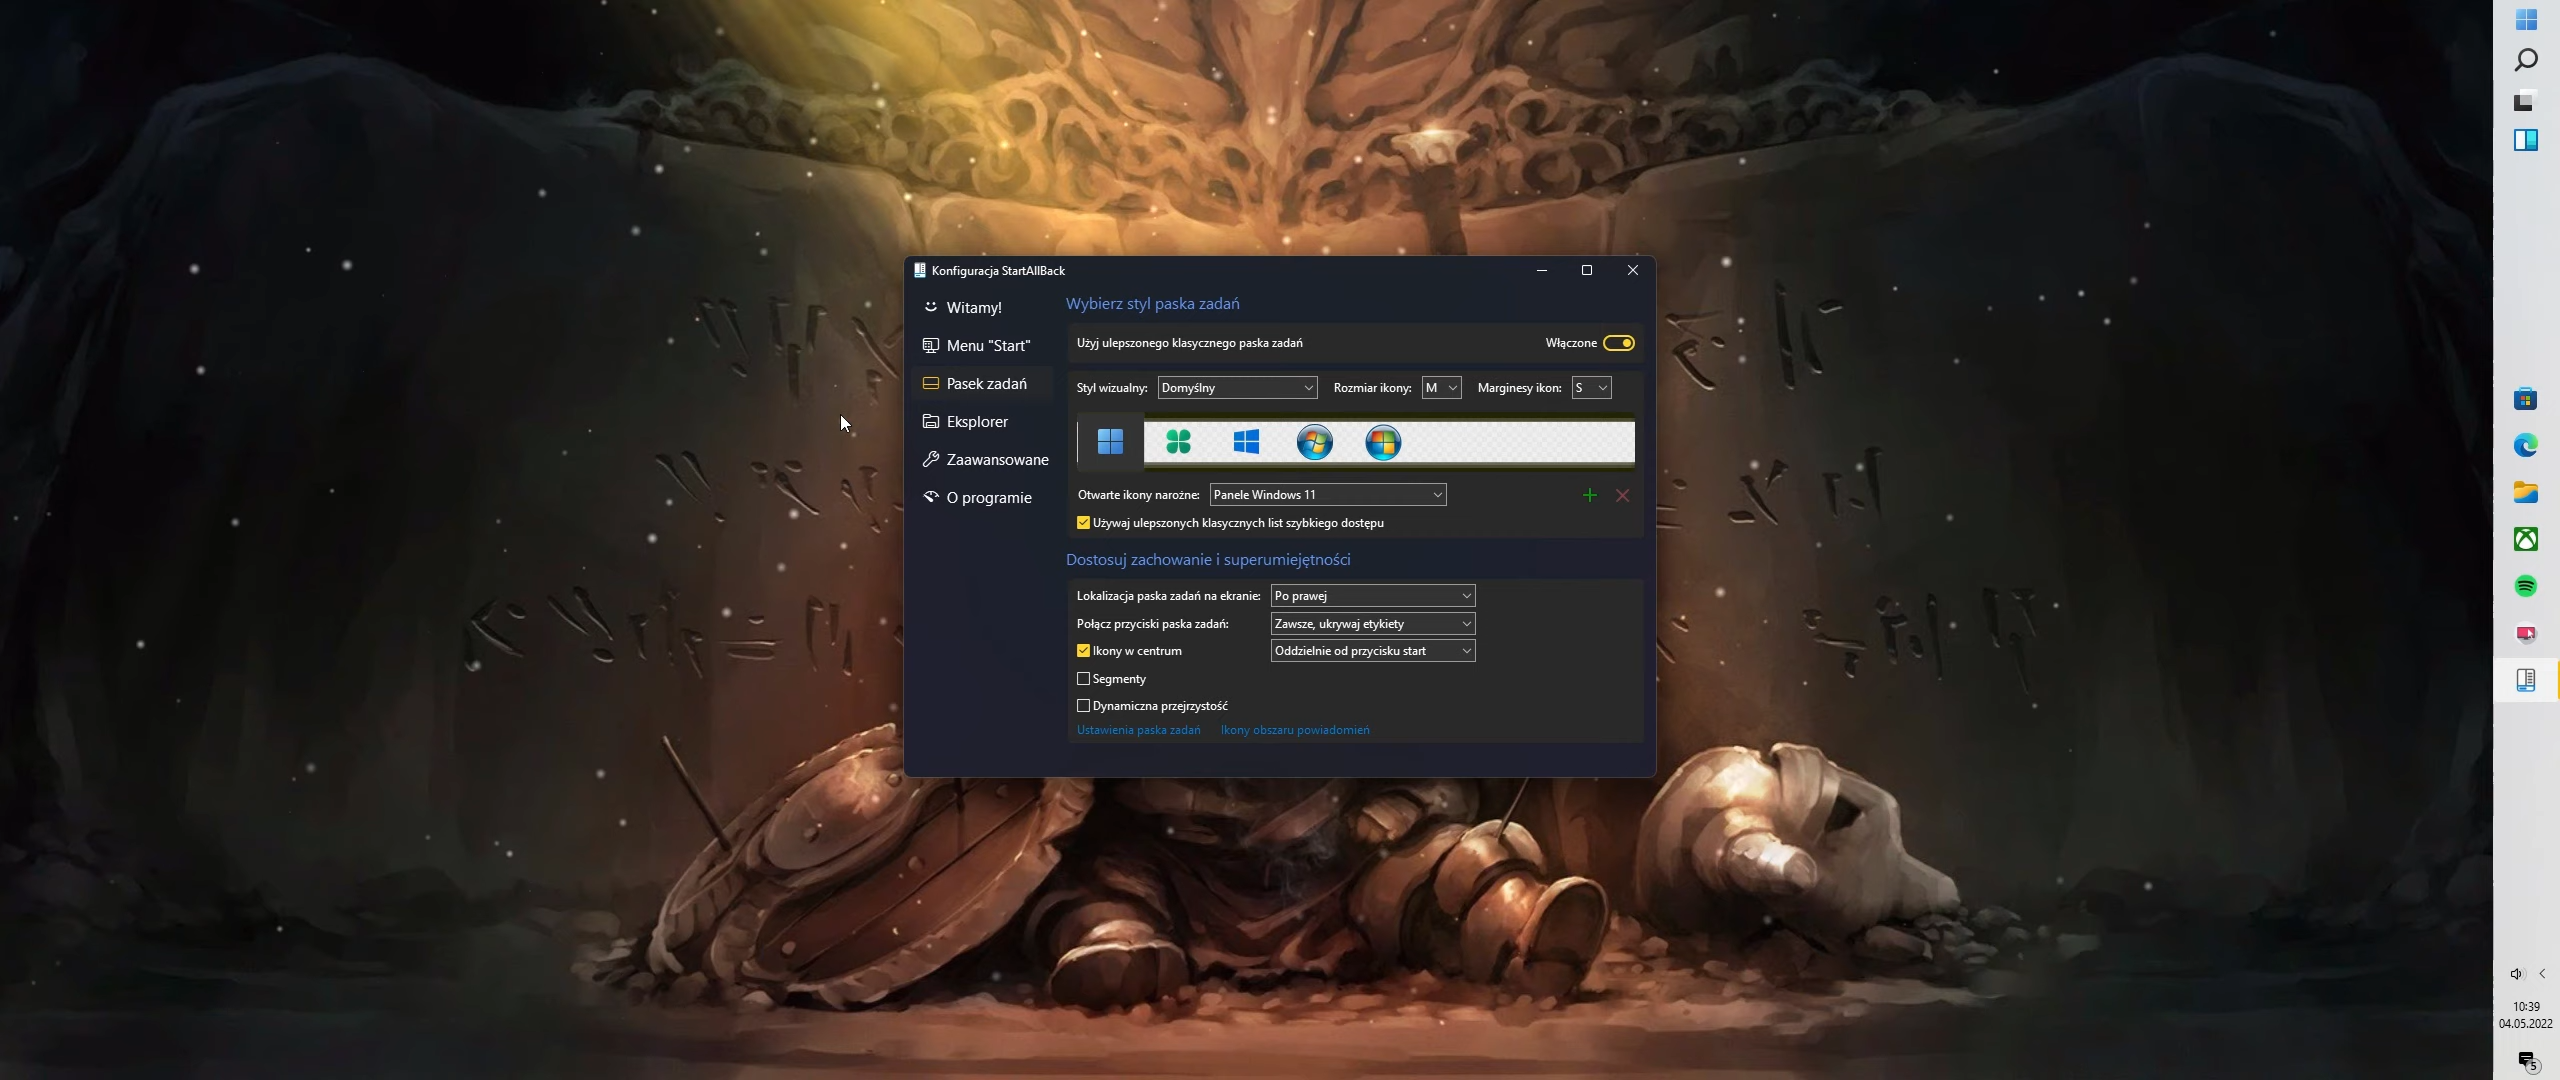 Konfiguracja StartAllBack
Witamy!
Menu "Start"
Pasek zadań
Eksplorer
Zaawansowane
O programie
Wybierz styl paska zadań
Użyj ulepszonego klasycznego paska zadań Włączone
Styl wizualny: Domyślny Rozmiar ikony: M Marginesy ikon: S
Otwarte ikony narożne: Panele Windows 11
Używaj ulepszonych klasycznych list szybkiego dostępu
Dostosuj zachowanie i superumiejętności
Lokalizacja paska zadań na ekranie: Po prawej
Połącz przyciski paska zadań: Zawsze, ukrywaj etykiety
Ikony w centrum Oddzielnie od przycisku start
Segmenty
Dynamiczna przejrzystość
Ustawienia paska zadań Ikony obszaru powiadomień
10:39
04.05.2022
5